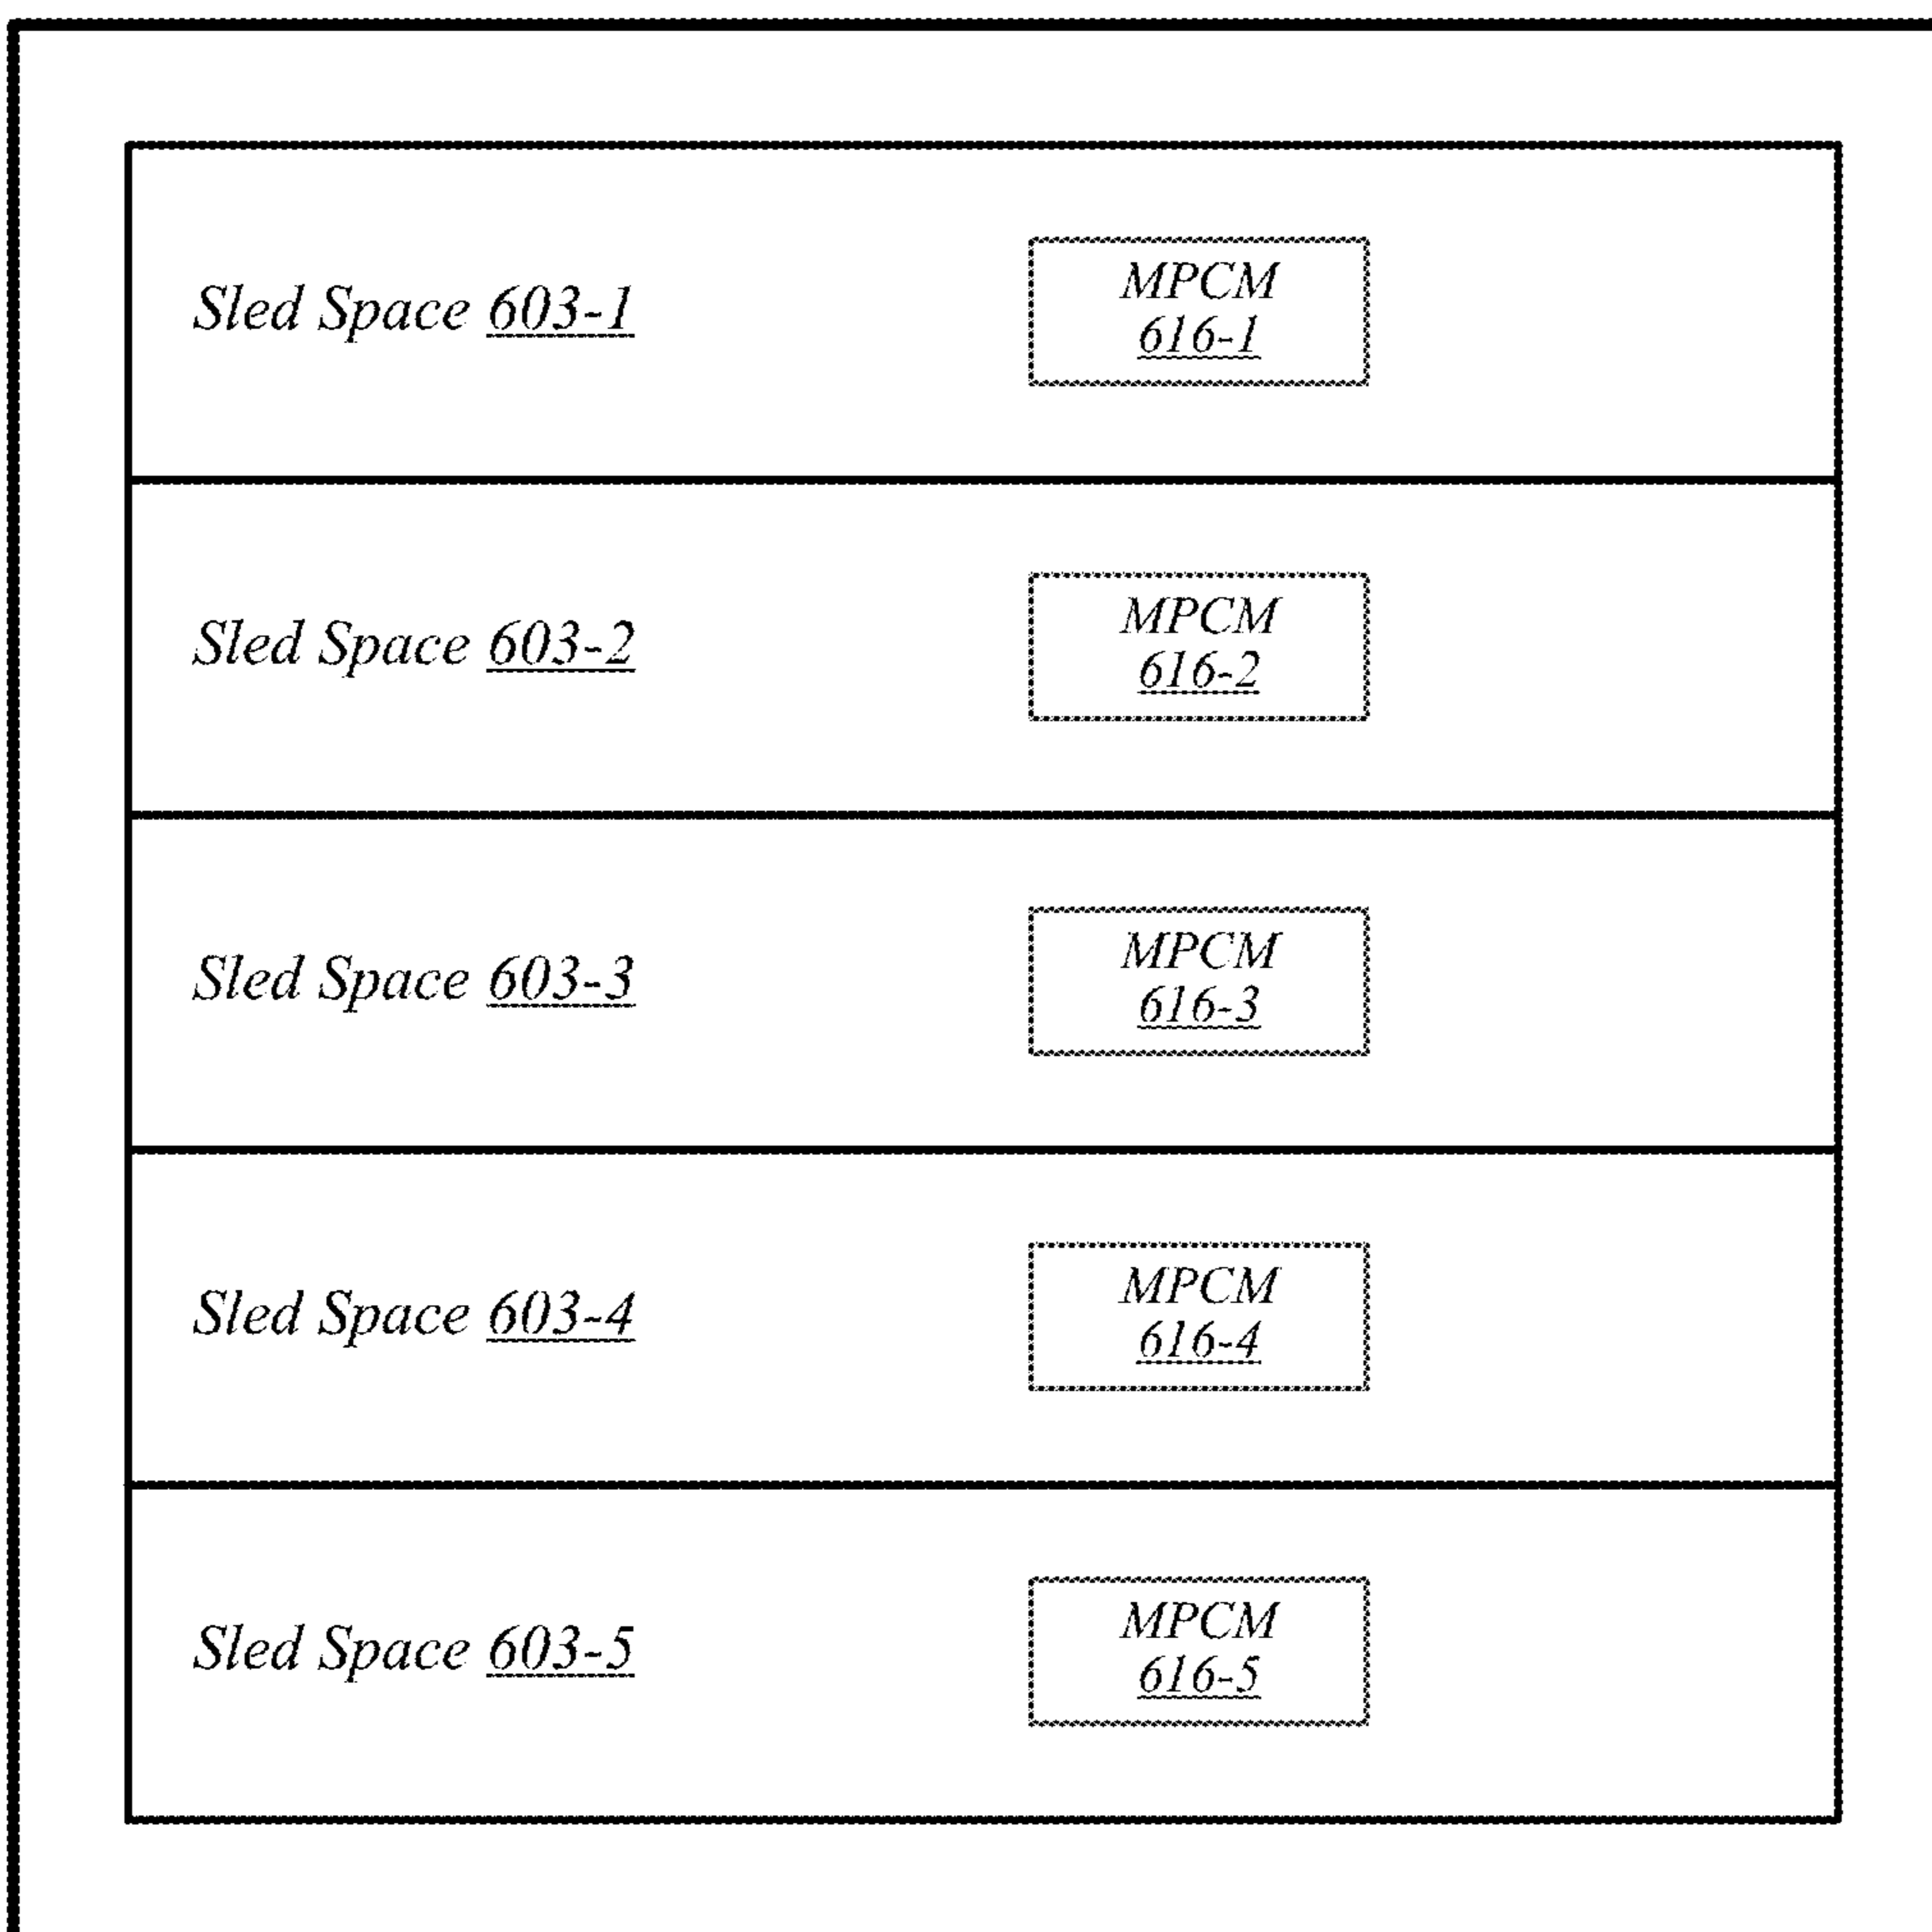 Sled Space 603-1
MPCM
616-1
Sled Space 603-2
MPCM
616-2
Sled Space 603-3
MPCM
616-3
Sled Space 603-4
MPCM
616-4
Sled Space 603-5
MPCM
616-5